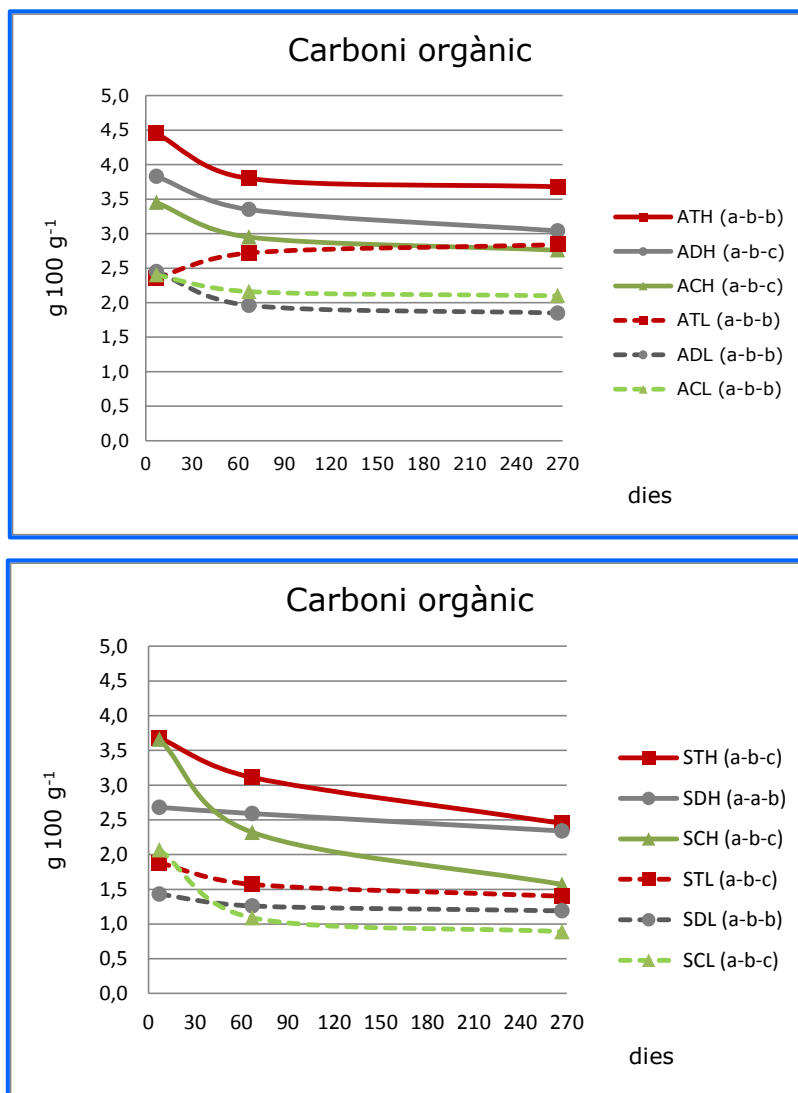 Carboni orgànic
5,0
4,5
4,0
3,5
3,0
2,5
2,0
1,5
1,0
0,5
0,0
g 100 g-1
0 30 60 90 120 150 180 210 240 270
dies
ATH (a-b-b)
ADH (a-b-c)
ACH (a-b-c)
ATL (a-b-b)
ADL (a-b-b)
ACL (a-b-b)
Carboni orgànic
5,0
4,5
4,0
3,5
3,0
2,5
2,0
1,5
1,0
0,5
0,0
g 100 g-1
0 30 60 90 120 150 180 210 240 270
dies
STH (a-b-c)
SDH (a-a-b)
SCH (a-b-c)
STL (a-b-c)
SDL (a-b-b)
SCL (a-b-c)